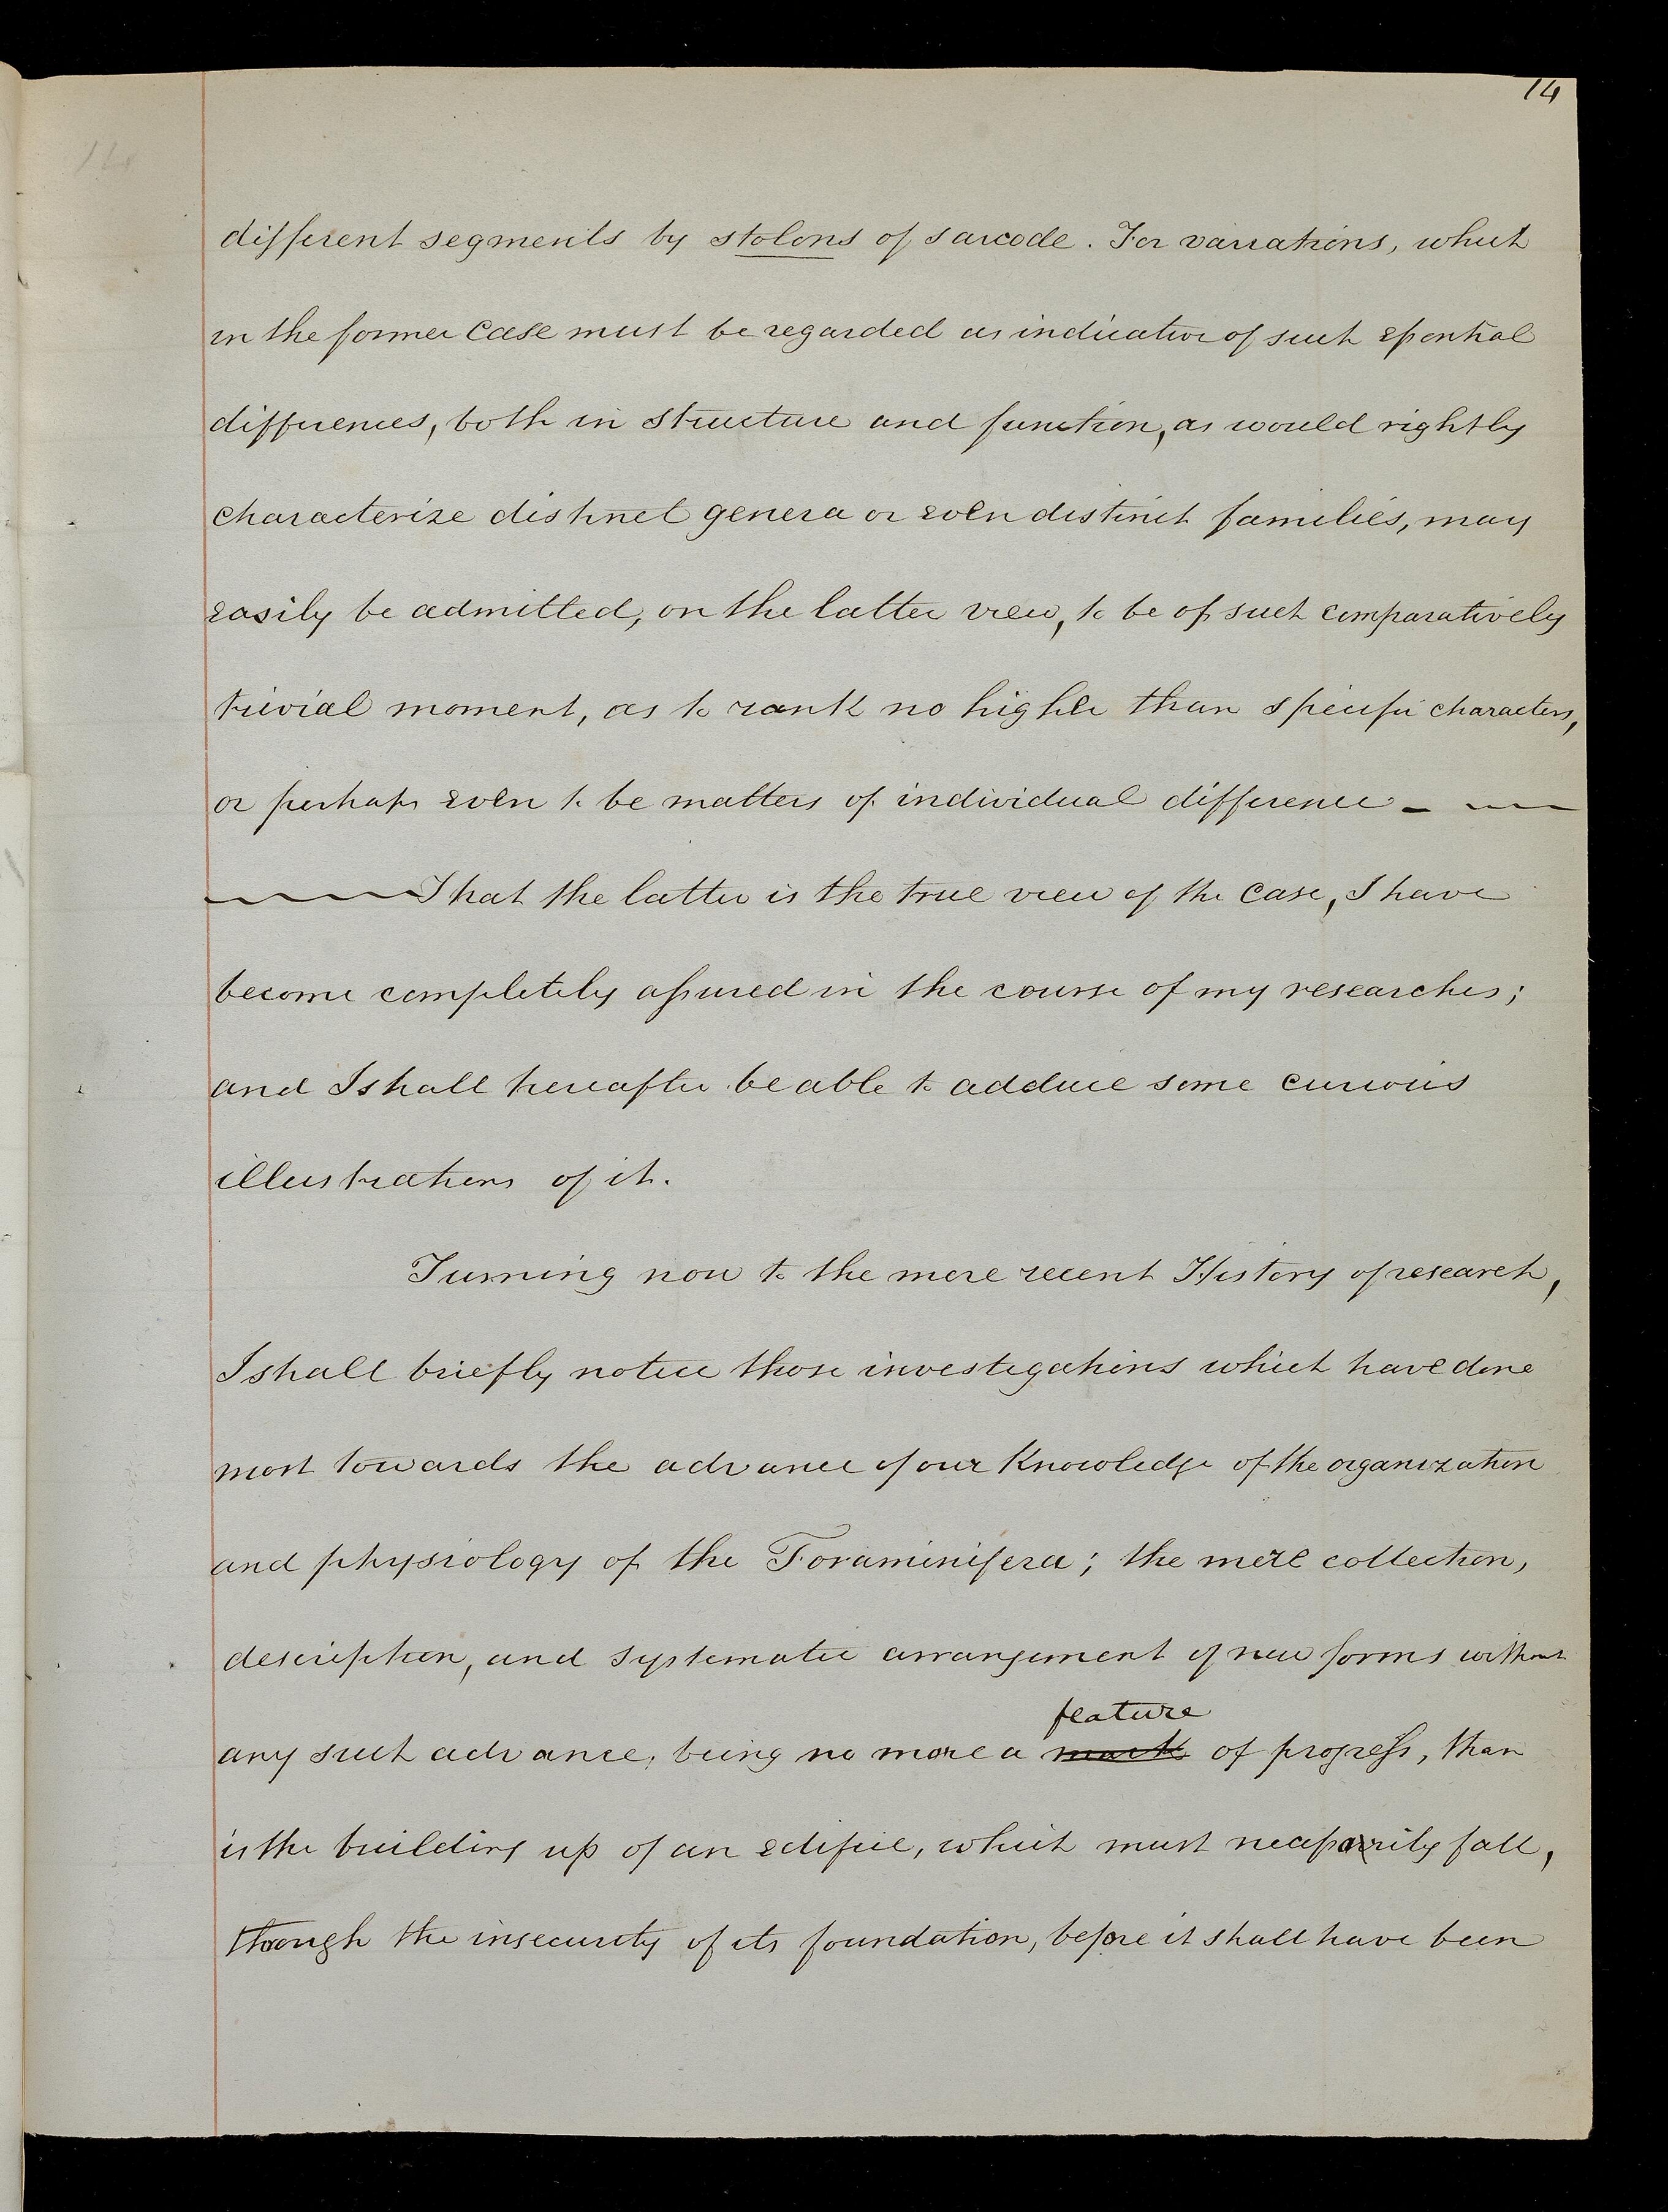 14
different segments by stolons of sarcode. For variations, which
in the former case must be regarded as indicative of such essential
differences, both in structure and function, as would rightly
characterize distinct genera or even distinct families, may
easily be admitted, on the latter view, to be of such comparatively
trivial moment, as to rank no higher than specific characters,
or perhaps even to be matters of individual difference -
That the latter is the true view of the case, I have
become completely assured in the course of my researches;
and I shall hereafter be able to adduce some curious
illustrations of it.
Turning now to the more recent History of research,
I shall briefly notice those investigations which have done
most towards the advance of our knowledge of the organization
and physiology of the Foraminifera; the mere collection,
description, and systematic arrangement of new forms without
feature
any such advance, being no more a mark of progress, than
is the building up of an edifice, which must necessarily fall,
though the insecurity of its foundation, before it shall have been